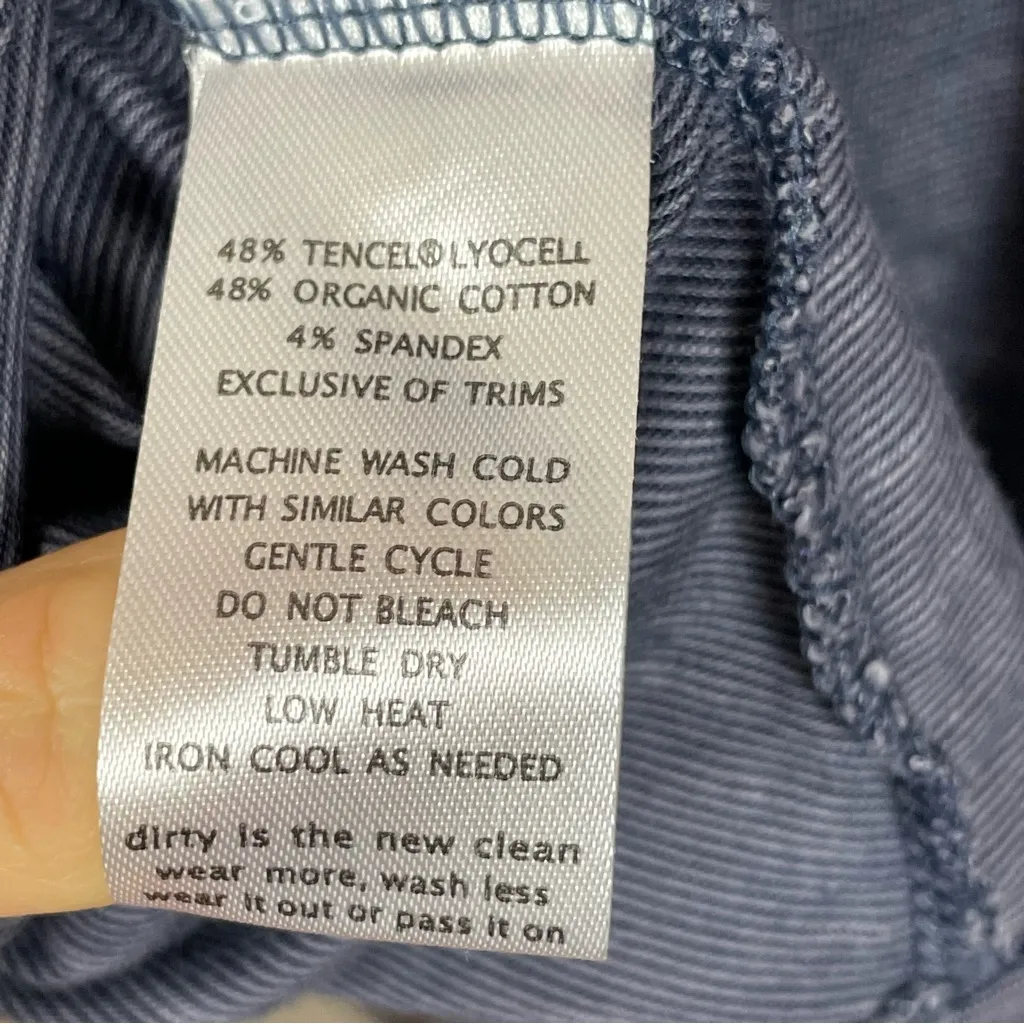 48% TENCEL® LYOCELL
48% ORGANIC COTTON
4% SPANDEX
EXCLUSIVE OF TRIMS
MACHINE WASH COLD
WITH SIMILAR COLORS
GENTLE CYCLE
DO NOT BLEACH
TUMBLE DRY
LOW HEAT
IRON COOL AS NEEDED
dirty is the new clean
wear more, wash less
wear it out or pass it on